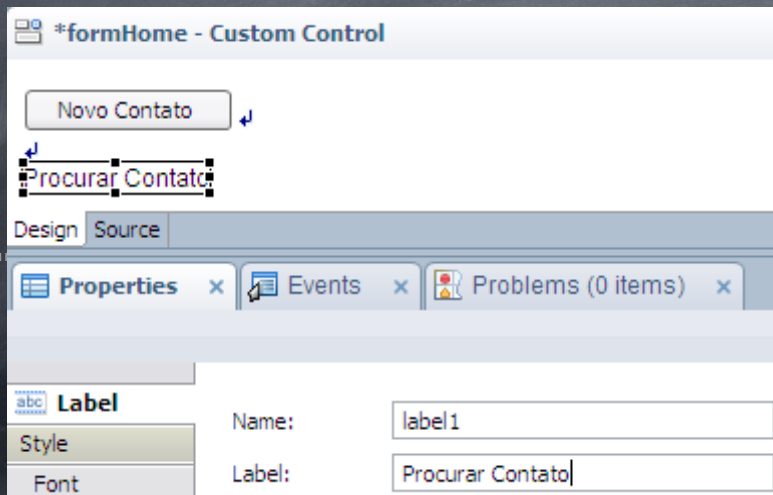 *formHome - Custom Control
Novo Contato
Procurar Contato
Design Source
Properties Events Problems (0 items)
abc Label
Name: label1
Style
Label: Procurar Contato
Font